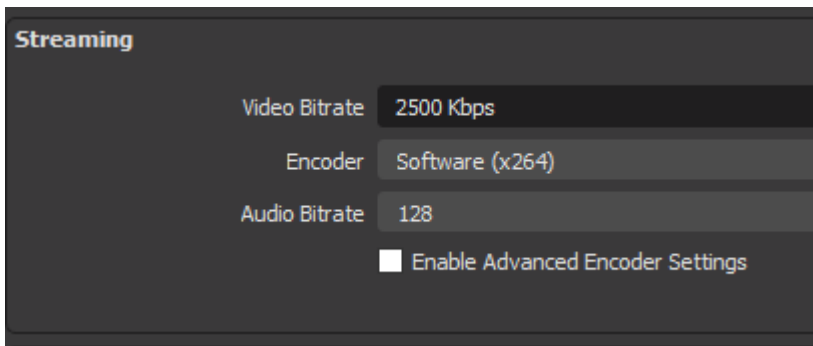 Streaming
Video Bitrate 2500 Kbps
Encoder Software (x264)
Audio Bitrate 128
Enable Advanced Encoder Settings